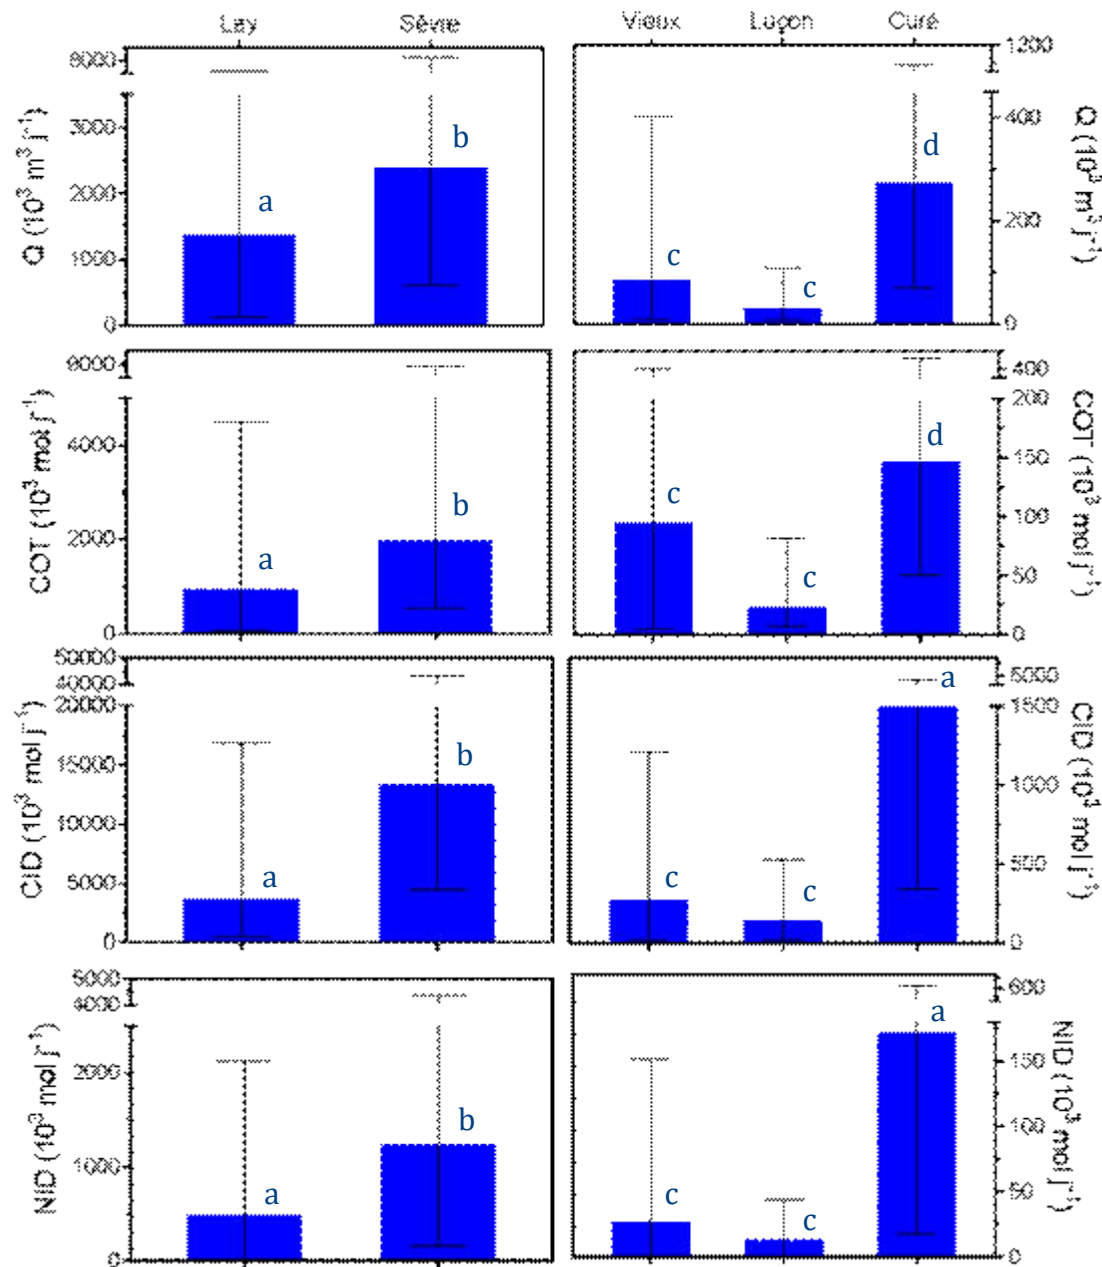 Lay Sèvre Vieux Luçon Curé
Q (10³ m³ j⁻¹)
6000
3000
2000
1000
0
a
b
c
c
d
1200
400
200
0
Q (10³ m³ j⁻¹)
COT (10³ mol j⁻¹)
4000
2000
0
a
b
c
c
d
400
200
150
100
50
0
COT (10³ mol j⁻¹)
CID (10³ mol j⁻¹)
50000
40000
20000
15000
10000
5000
0
a
b
c
c
a
5000
1500
1000
500
0
CID (10³ mol j⁻¹)
NID (10³ mol j⁻¹)
5000
4000
2000
1000
0
a
b
c
c
a
600
150
100
50
0
NID (10³ mol j⁻¹)